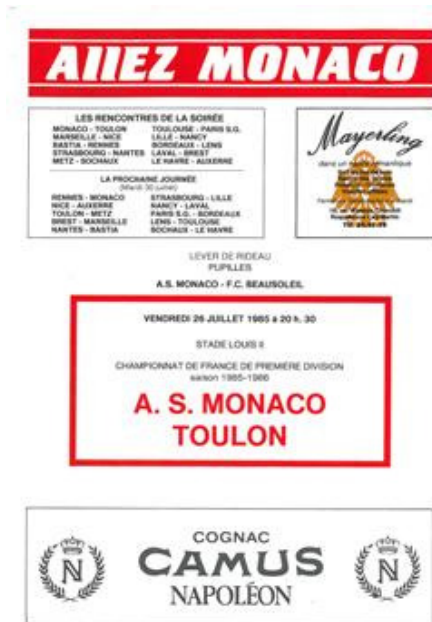 AllEZ MONACO
LES RENCONTRES DE LA SOIRÉE
MONACO - TOULON TOULOUSE - PARIS S.G.
MARSEILLE - NICE LILLE - NANCY
BASTIA - RENNES BORDEAUX - LENS
STRASBOURG - NANTES LAVAL - BREST
METZ - SOCHAUX LE HAVRE - AUXERRE
LA PROCHAINE JOURNÉE
(Mardi 30 juillet)
RENNES - MONACO STRASBOURG - LILLE
NICE - AUXERRE NANCY - LAVAL
TOULON - METZ PARIS S.G. - BORDEAUX
BREST - MARSEILLE LENS - TOULOUSE
NANTES - BASTIA SOCHAUX - LE HAVRE
Mayerling
dans un romantique
LEVER DE RIDEAU
PUPILLES
A.S. MONACO - F.C. BEAUSOLEIL
VENDREDI 26 JUILLET 1985 à 20 h. 30
STADE LOUIS II
CHAMPIONNAT DE FRANCE DE PREMIÈRE DIVISION
saison 1985-1986
A. S. MONACO
TOULON
COGNAC
CAMUS
NAPOLÉON
N
N